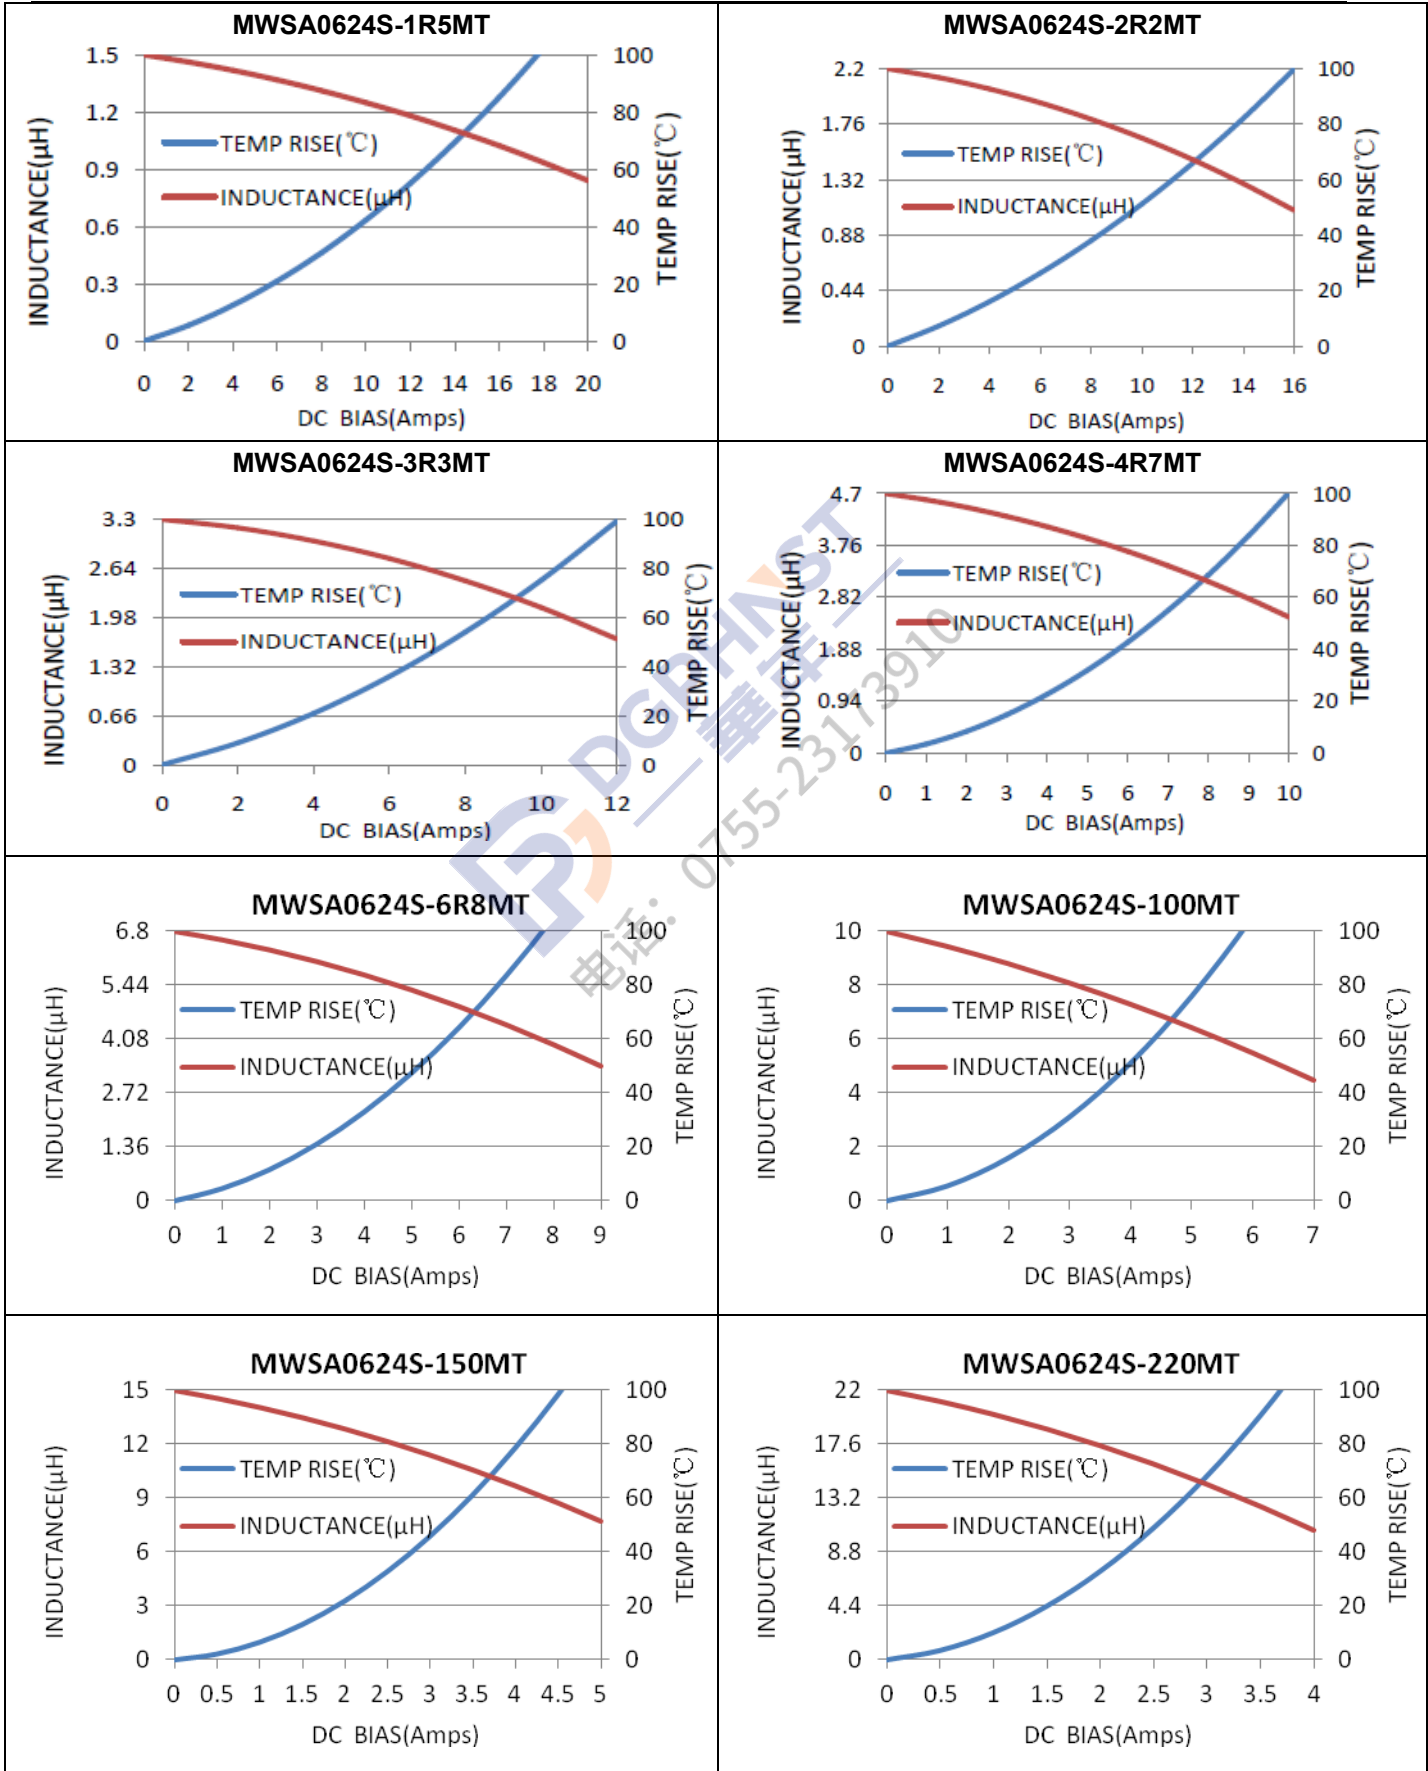 MWSA0624S-1R5MT
1.5
1.2
0.9
0.6
0.3
0
INDUCTANCE(μH)
TEMP RISE(℃)
INDUCTANCE(μH)
100
80
60
40
20
0
TEMP RISE(℃)
0 2 4 6 8 10 12 14 16 18 20
DC BIAS(Amps)
MWSA0624S-2R2MT
2.2
1.76
1.32
0.88
0.44
0
INDUCTANCE(μH)
TEMP RISE(℃)
INDUCTANCE(μH)
100
80
60
40
20
0
TEMP RISE(℃)
0 2 4 6 8 10 12 14 16
DC BIAS(Amps)
MWSA0624S-3R3MT
3.3
2.64
1.98
1.32
0.66
0
INDUCTANCE(μH)
TEMP RISE(℃)
INDUCTANCE(μH)
100
80
60
40
20
0
TEMP RISE(℃)
0 2 4 6 8 10 12
DC BIAS(Amps)
MWSA0624S-4R7MT
4.7
3.76
2.82
1.88
0.94
0
INDUCTANCE(μH)
TEMP RISE(℃)
INDUCTANCE(μH)
100
80
60
40
20
0
TEMP RISE(℃)
0 1 2 3 4 5 6 7 8 9 10
DC BIAS(Amps)
DGPHNST
華年
电话：0755-23173910
MWSA0624S-6R8MT
6.8
5.44
4.08
2.72
1.36
0
INDUCTANCE(μH)
TEMP RISE(℃)
INDUCTANCE(μH)
100
80
60
40
20
0
TEMP RISE(℃)
0 1 2 3 4 5 6 7 8 9
DC BIAS(Amps)
MWSA0624S-100MT
10
8
6
4
2
0
INDUCTANCE(μH)
TEMP RISE(℃)
INDUCTANCE(μH)
100
80
60
40
20
0
TEMP RISE(℃)
0 1 2 3 4 5 6 7
DC BIAS(Amps)
MWSA0624S-150MT
15
12
9
6
3
0
INDUCTANCE(μH)
TEMP RISE(℃)
INDUCTANCE(μH)
100
80
60
40
20
0
TEMP RISE(℃)
0 0.5 1 1.5 2 2.5 3 3.5 4 4.5 5
DC BIAS(Amps)
MWSA0624S-220MT
22
17.6
13.2
8.8
4.4
0
INDUCTANCE(μH)
TEMP RISE(℃)
INDUCTANCE(μH)
100
80
60
40
20
0
TEMP RISE(℃)
0 0.5 1 1.5 2 2.5 3 3.5 4
DC BIAS(Amps)